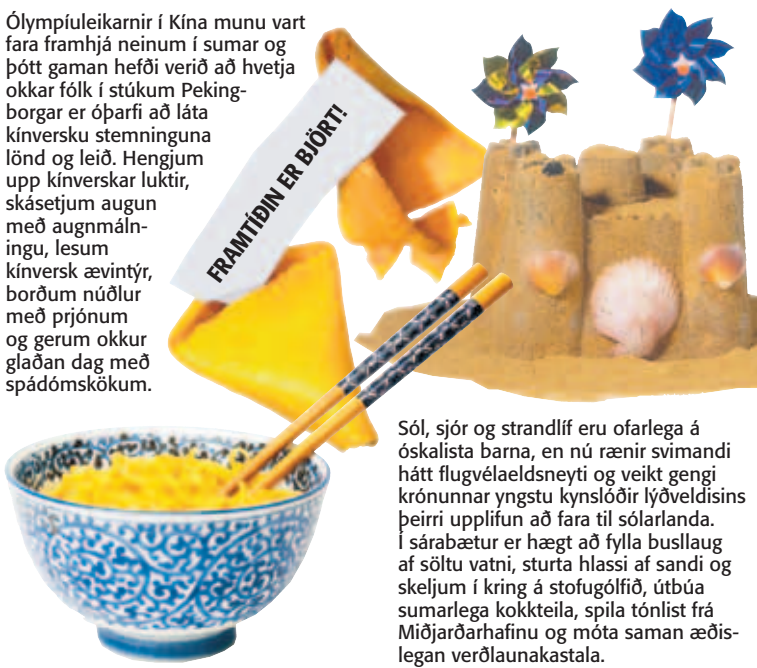 Ólympíuleikarnir í Kína munu vart
fara framhjá neinum í sumar og
þótt gaman hefði verið að hvetja
okkar fólk í stúkum Peking-
borgar er óþarfi að láta
kínversku stemninguna
lönd og leið. Hengjum
upp kínverskar luktir,
skásetjum augun
með augnmáln-
ingu, lesum
kínversk ævintýr,
borðum núðlur
með prjónum
og gerum okkur
glaðan dag með
spádómskökum.
FRAMTÍÐIN ER BJÖRT!
Sól, sjór og strandlíf eru ofarlega á
óskalista barna, en nú rænir svimandi
hátt flugvélaeldsneyti og veikt gengi
krónunnar yngstu kynslóðir lýðveldisins
þeirri upplifun að fara til sólarlanda.
Í sárabætur er hægt að fylla busllaug
af söltu vatni, sturta hlassi af sandi og
skeljum í kring á stofugólfið, útbúa
sumarlega kokkteila, spila tónlist frá
Miðjarðarhafinu og móta saman æðis-
legan verðlaunakastala.